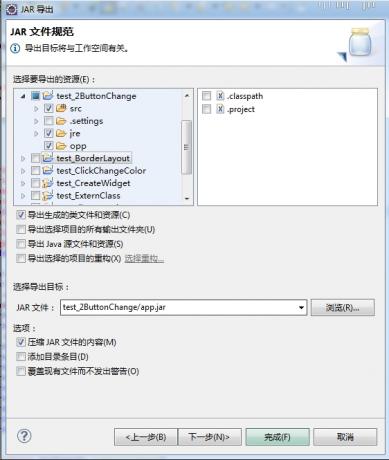 JAR 导出
JAR 文件规范
导出目标将与工作空间有关。
选择要导出的资源(E)：
test_2ButtonChange
src
.settings
jre
opp
test_BorderLayout
test_ClickChangeColor
test_CreateWidget
test_ExternClass
.classpath
.project
导出生成的类文件和资源(C)
导出选择项目的所有输出文件夹(U)
导出 Java 源文件和资源(S)
导出选择的项目的重构(X) 选择重构...
选择导出目标:
JAR 文件: test_2ButtonChange/app.jar 浏览(R)...
选项:
压缩 JAR 文件的内容(M)
添加目录条目(D)
覆盖现有文件而不发出警告(O)
<上一步(B) 下一步(N)> 完成(F) 取消